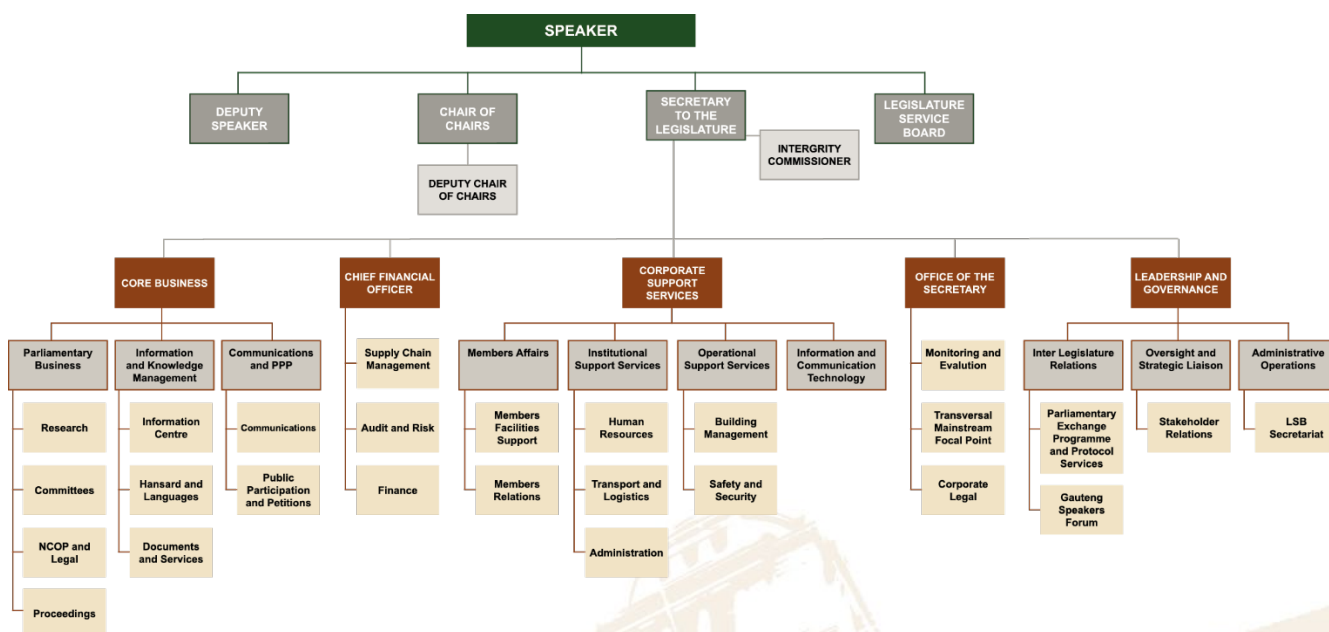 SPEAKER
DEPUTY
SPEAKER
CHAIR OF
CHAIRS
SECRETARY
TO THE
LEGISLATURE
LEGISLATURE
SERVICE
BOARD
INTERGRITY
COMMISSIONER
DEPUTY CHAIR
OF CHAIRS
CORE BUSINESS
CHIEF FINANCIAL
OFFICER
CORPORATE
SUPPORT
SERVICES
OFFICE OF THE
SECRETARY
LEADERSHIP AND
GOVERNANCE
Parliamentary
Business
Information
and Knowledge
Management
Communications
and PPP
Supply Chain
Management
Members Affairs
Institutional
Support Services
Operational
Support Services
Information and
Communication
Technology
Monitoring and
Evalution
Inter Legislature
Relations
Oversight and
Strategic Liaison
Administrative
Operations
Research
Information
Centre
Communications
Audit and Risk
Members
Facilities
Support
Human
Resources
Building
Management
Transversal
Mainstream
Focal Point
Parliamentary
Exchange
Programme
and Protocol
Services
Stakeholder
Relations
LSB
Secretariat
Committees
Hansard and
Languages
Public
Participation
and Petitions
Finance
Members
Relations
Transport and
Logistics
Safety and
Security
Corporate
Legal
Gauteng
Speakers
Forum
NCOP and
Legal
Documents
and Services
Administration
Proceedings